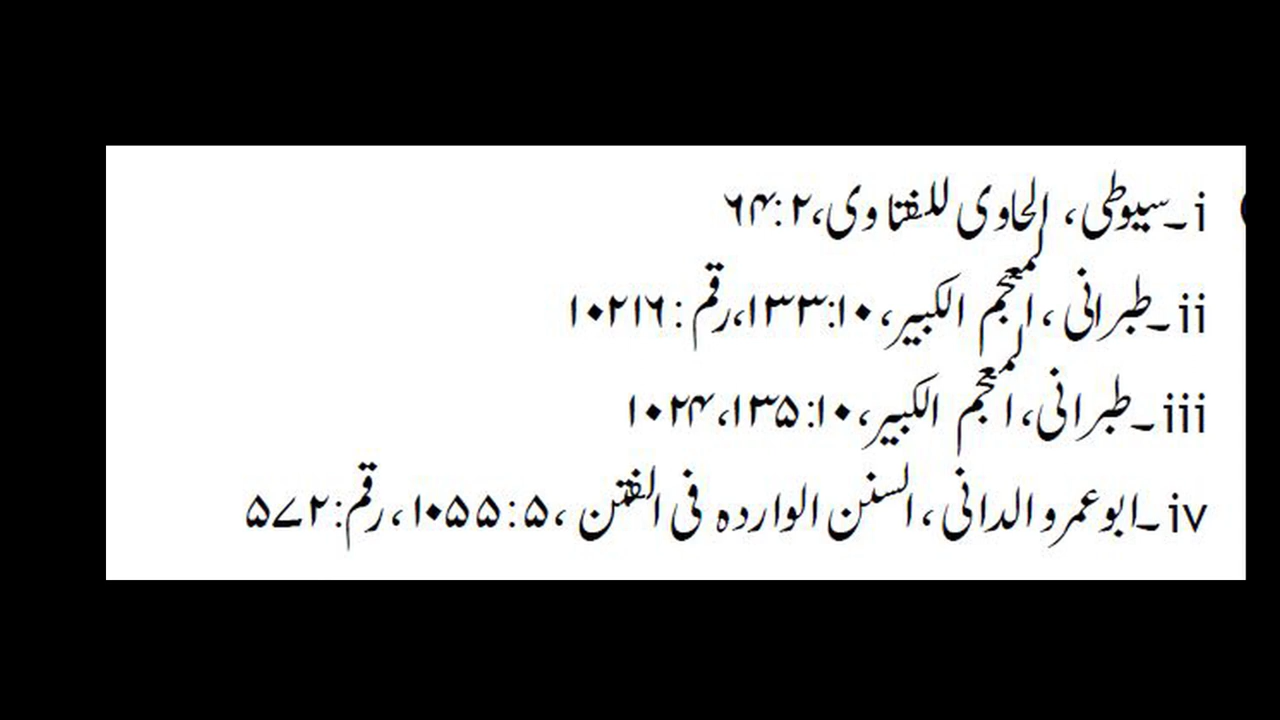 i۔سیوطی، الحاوی للفتاوی،۲:۶۴
ii۔طبرانی، المعجم الکبیر،۱۰:۱۳۳،رقم:۱۰۲۱۶
iii۔طبرانی،المعجم الکبیر،۱۰:۱۳۵،۱۰۲۴
iv۔ابوعمرو الدانی،السنن الواردہ فی الفتن،۵:۱۰۵۵،رقم:۵۷۲